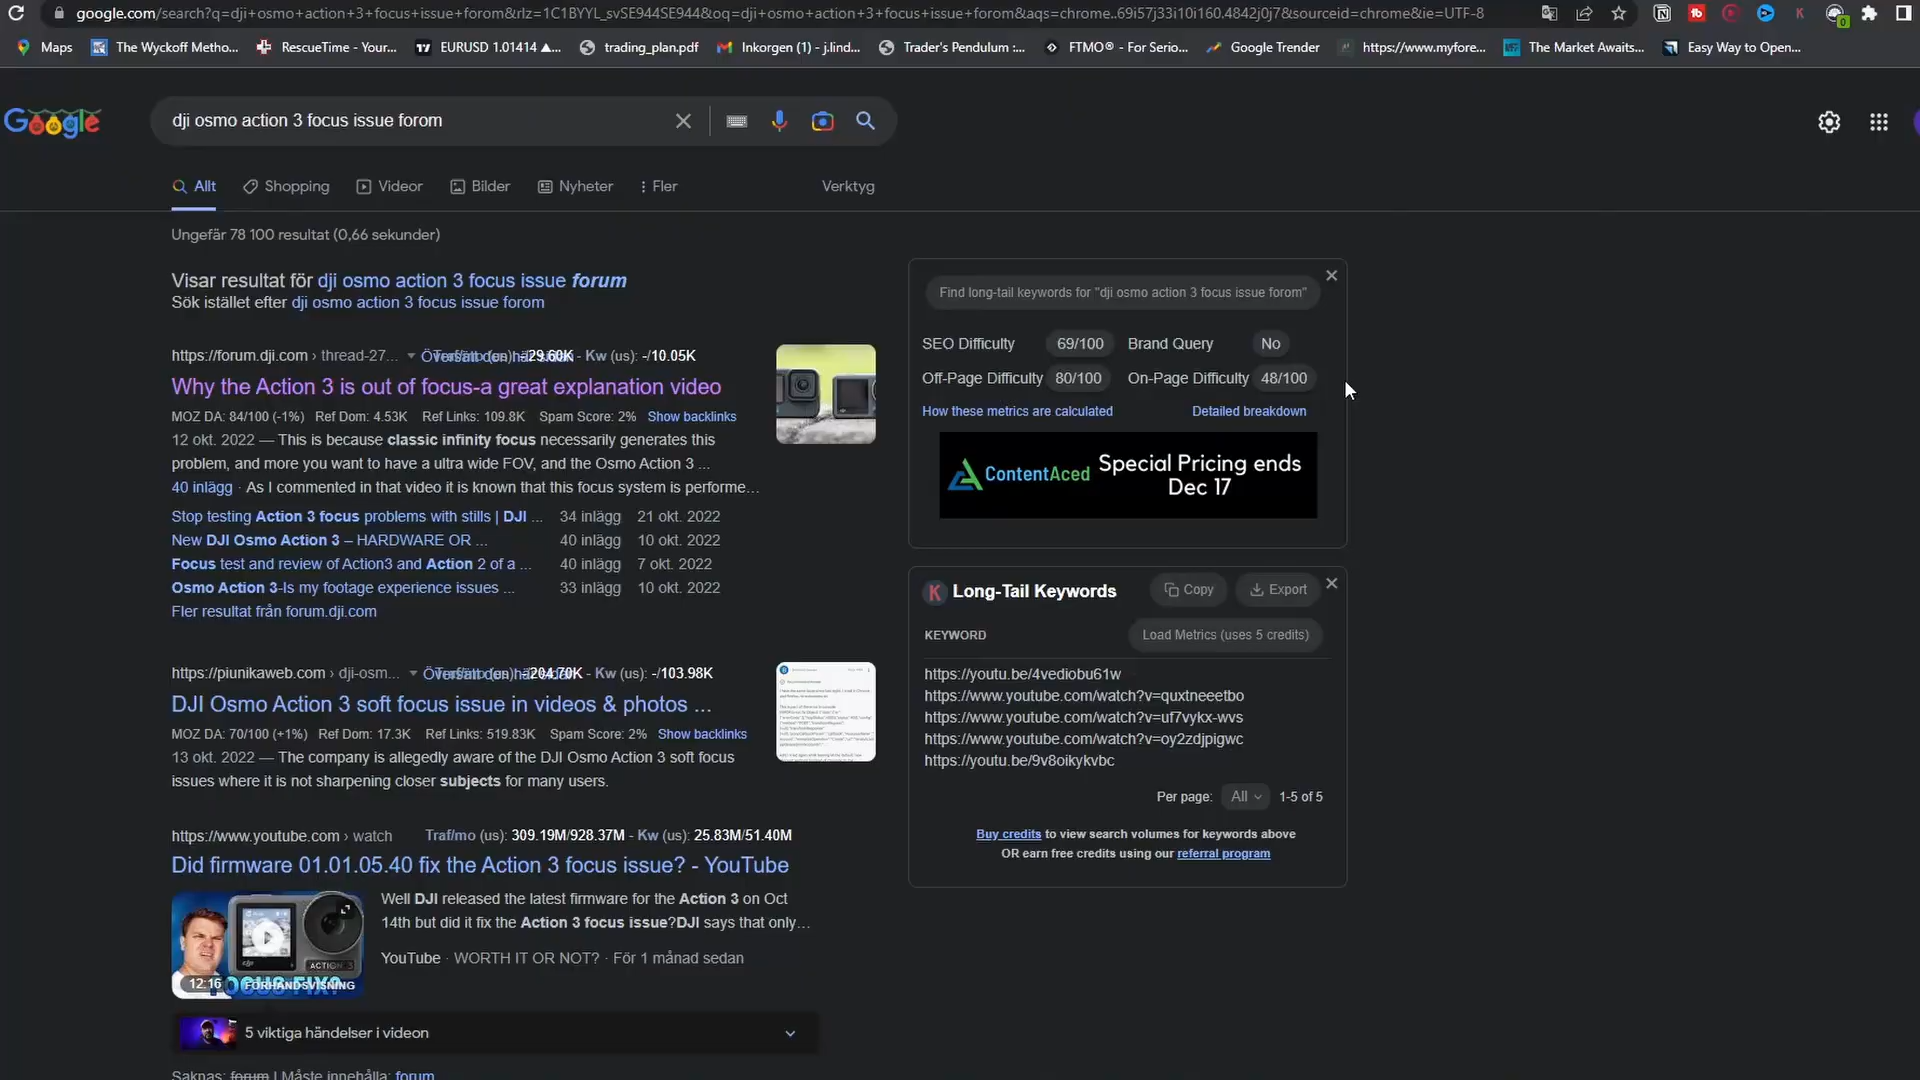 google.com/search?q=dji+osmo+action+3+focus+issue+forom&rlz=1C1BYYL_svSE944SE944&oq=dji+osmo+action+3+focus+issue+forom&aqs=chrome..69i57j33i10i160.4842j0j7&sourceid=chrome&ie=UTF-8
Maps The Wyckoff Metho... RescueTime - Your... EURUSD 1.01414 ▲... trading_plan.pdf Inkorgen (1) - j.lind... Trader's Pendulum :... FTMO® - For Serio... Google Trender https://www.myfore... The Market Awaits... Easy Way to Open...
Google
dji osmo action 3 focus issue forom
Allt Shopping Videor Bilder Nyheter Fler Verktyg
Ungefär 78 100 resultat (0,66 sekunder)
Visar resultat för dji osmo action 3 focus issue forum
Sök istället efter dji osmo action 3 focus issue forom
https://forum.dji.com › thread-27... - Kw (us): -/10.05K
Why the Action 3 is out of focus-a great explanation video
MOZ DA: 84/100 (-1%) Ref Dom: 4.53K Ref Links: 109.8K Spam Score: 2% Show backlinks
12 okt. 2022 — This is because classic infinity focus necessarily generates this
problem, and more you want to have a ultra wide FOV, and the Osmo Action 3 ...
40 inlägg · As I commented in that video it is known that this focus system is performe...
Stop testing Action 3 focus problems with stills | DJI ... 34 inlägg 21 okt. 2022
New DJI Osmo Action 3 – HARDWARE OR ... 40 inlägg 10 okt. 2022
Focus test and review of Action3 and Action 2 of a ... 40 inlägg 7 okt. 2022
Osmo Action 3-Is my footage experience issues ... 33 inlägg 10 okt. 2022
Fler resultat från forum.dji.com
https://piunikaweb.com › dji-osm... - Kw (us): -/103.98K
DJI Osmo Action 3 soft focus issue in videos & photos ...
MOZ DA: 70/100 (+1%) Ref Dom: 17.3K Ref Links: 519.83K Spam Score: 2% Show backlinks
13 okt. 2022 — The company is allegedly aware of the DJI Osmo Action 3 soft focus
issues where it is not sharpening closer subjects for many users.
https://www.youtube.com › watch Traf/mo (us): 309.19M/928.37M - Kw (us): 25.83M/51.40M
Did firmware 01.01.05.40 fix the Action 3 focus issue? - YouTube
Well DJI released the latest firmware for the Action 3 on Oct
14th but did it fix the Action 3 focus issue?DJI says that only...
YouTube · WORTH IT OR NOT? · För 1 månad sedan
ACTION 3
12:16
FÖRHANDSVISNING
5 viktiga händelser i videon
Saknas: forum | Måste innehålla: forum
Find long-tail keywords for "dji osmo action 3 focus issue forom"
SEO Difficulty 69/100 Brand Query No
Off-Page Difficulty 80/100 On-Page Difficulty 48/100
How these metrics are calculated Detailed breakdown
ContentAced Special Pricing ends
Dec 17
K Long-Tail Keywords Copy Export
KEYWORD Load Metrics (uses 5 credits)
https://youtu.be/4vediobu61w
https://www.youtube.com/watch?v=quxtneeetbo
https://www.youtube.com/watch?v=uf7vykx-wvs
https://www.youtube.com/watch?v=oy2zdjpigwc
https://youtu.be/9v8oikykvbc
Per page: All 1-5 of 5
Buy credits to view search volumes for keywords above
OR earn free credits using our referral program